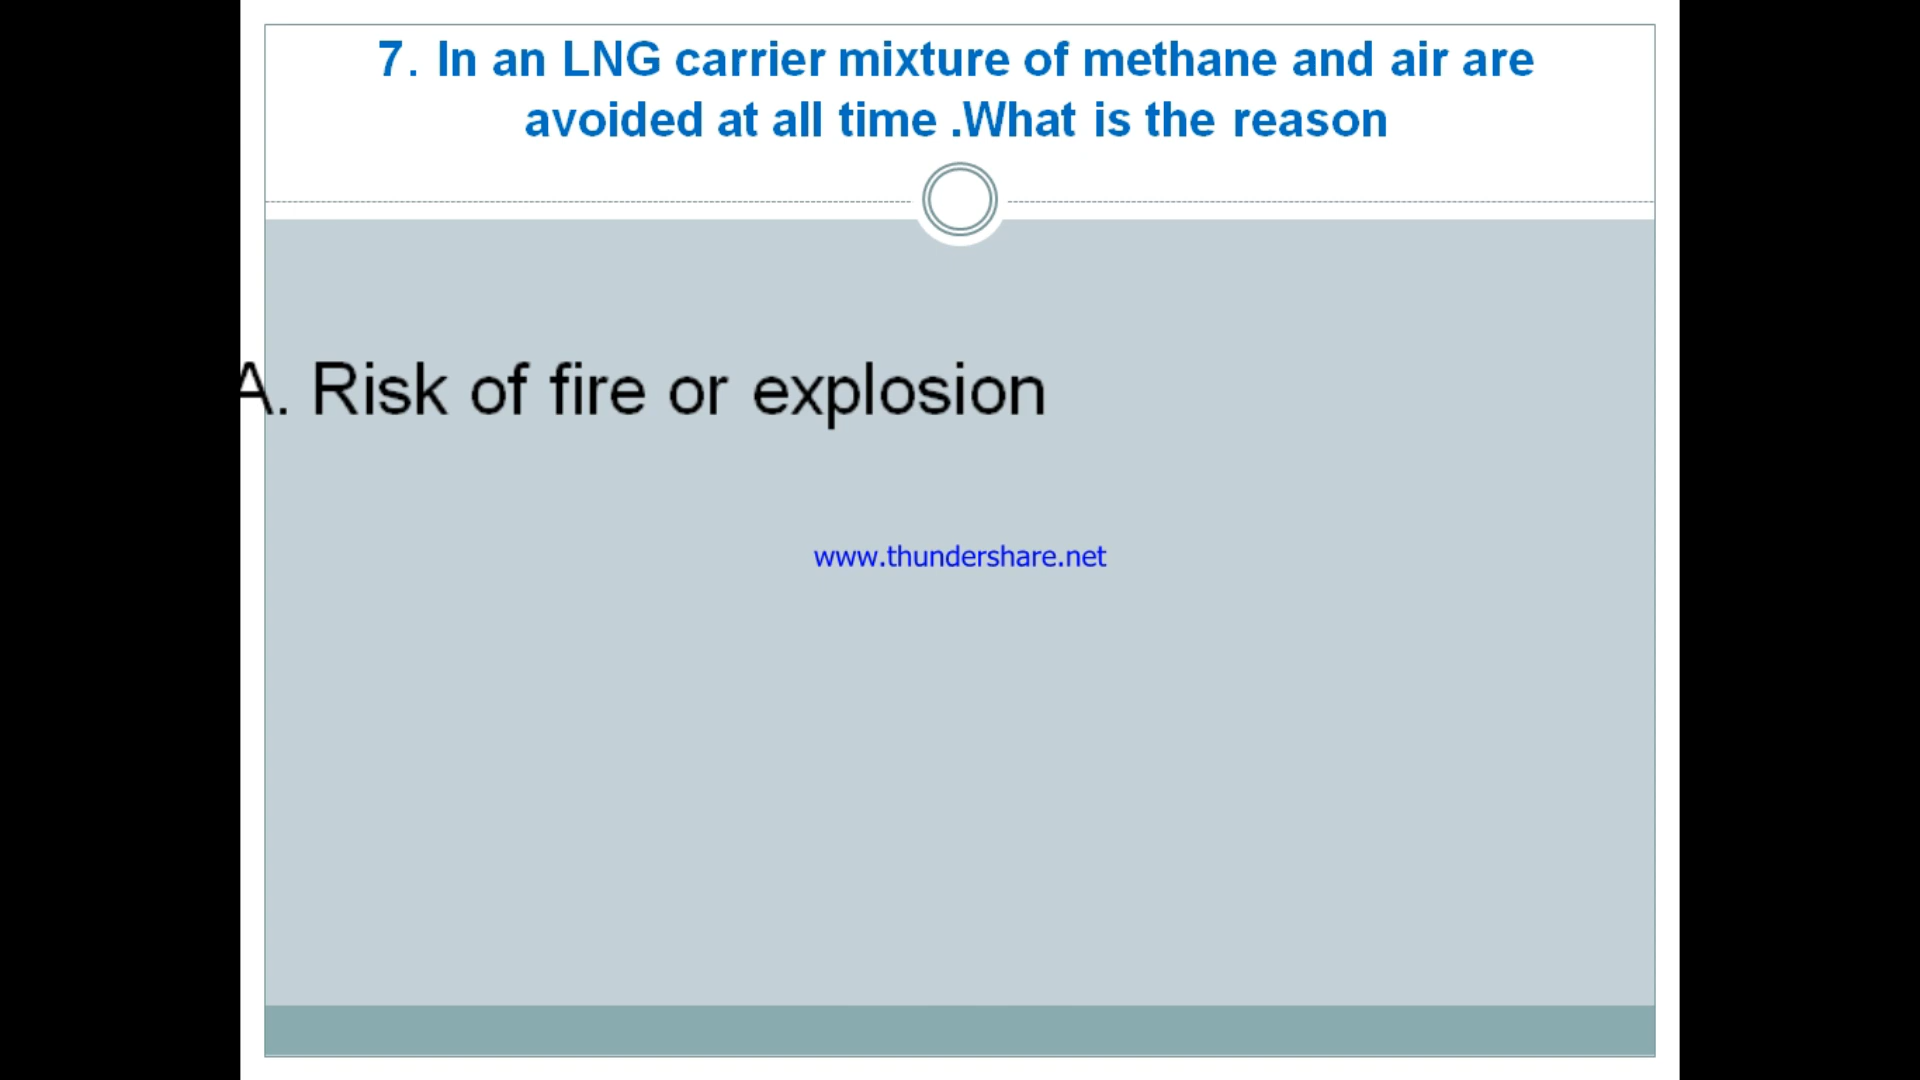 7. In an LNG carrier mixture of methane and air are
avoided at all time .What is the reason
A. Risk of fire or explosion
www.thundershare.net